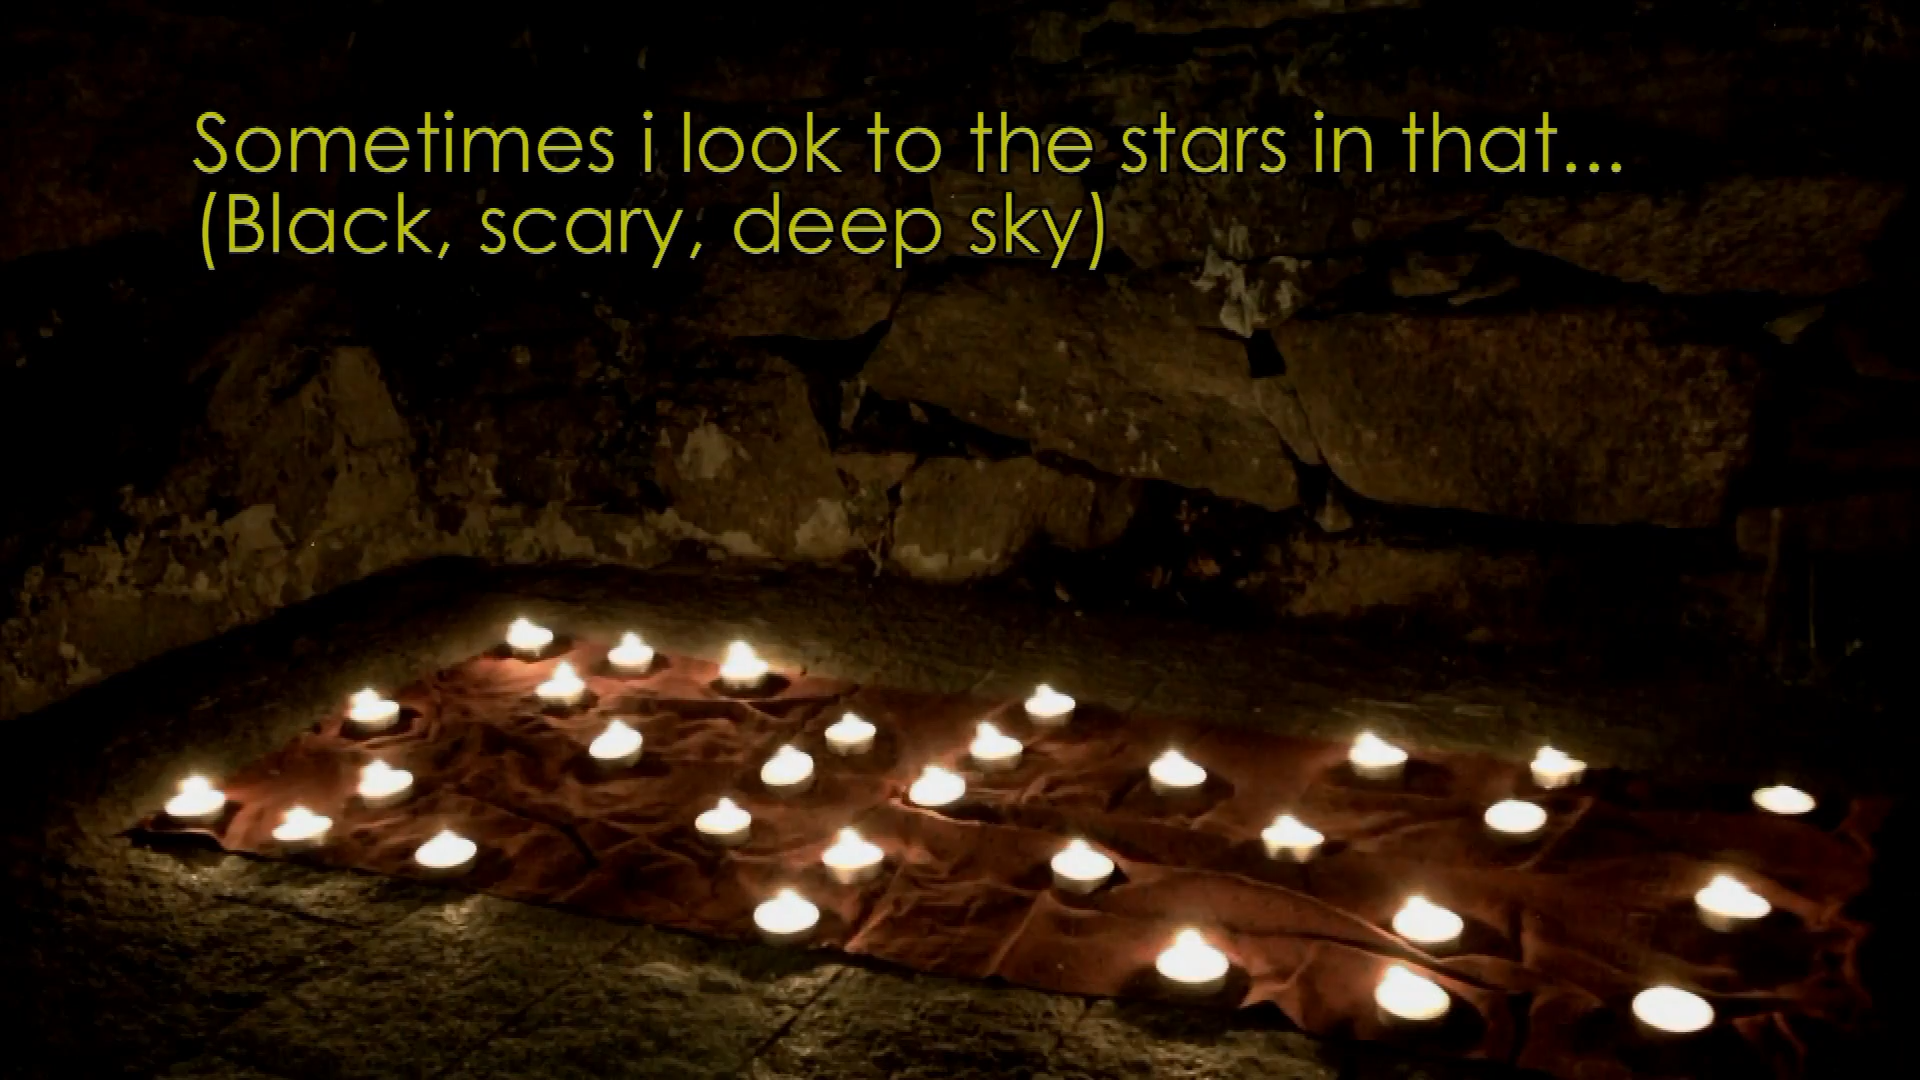 Sometimes i look to the stars in that...
(Black, scary, deep sky)